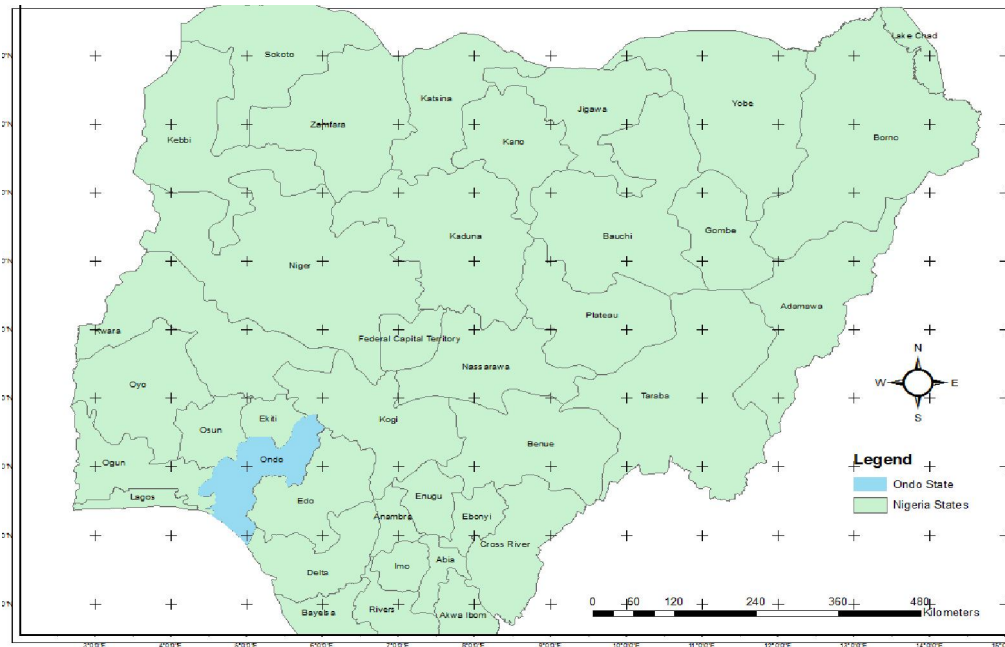 Lake Chad
Sokoto
Katsina
Jigawa
Yobe
Zamfara
Kebbi
Kano
Borno
Kaduna
Bauchi
Gombe
Niger
Adamawa
Plateau
Kwara
Federal Capital Territory
Nassarawa
Oyo
Taraba
Ekiti
Osun
Kogi
Benue
Ondo
Ogun
Lagos
Edo
Enugu
Anambra
Ebonyi
Cross River
Abia
Imo
Delta
Bayelsa
Rivers
Akwa Ibom
N
W E
S
Legend
Ondo State
Nigeria States
0 60 120 240 360 480
Kilometers